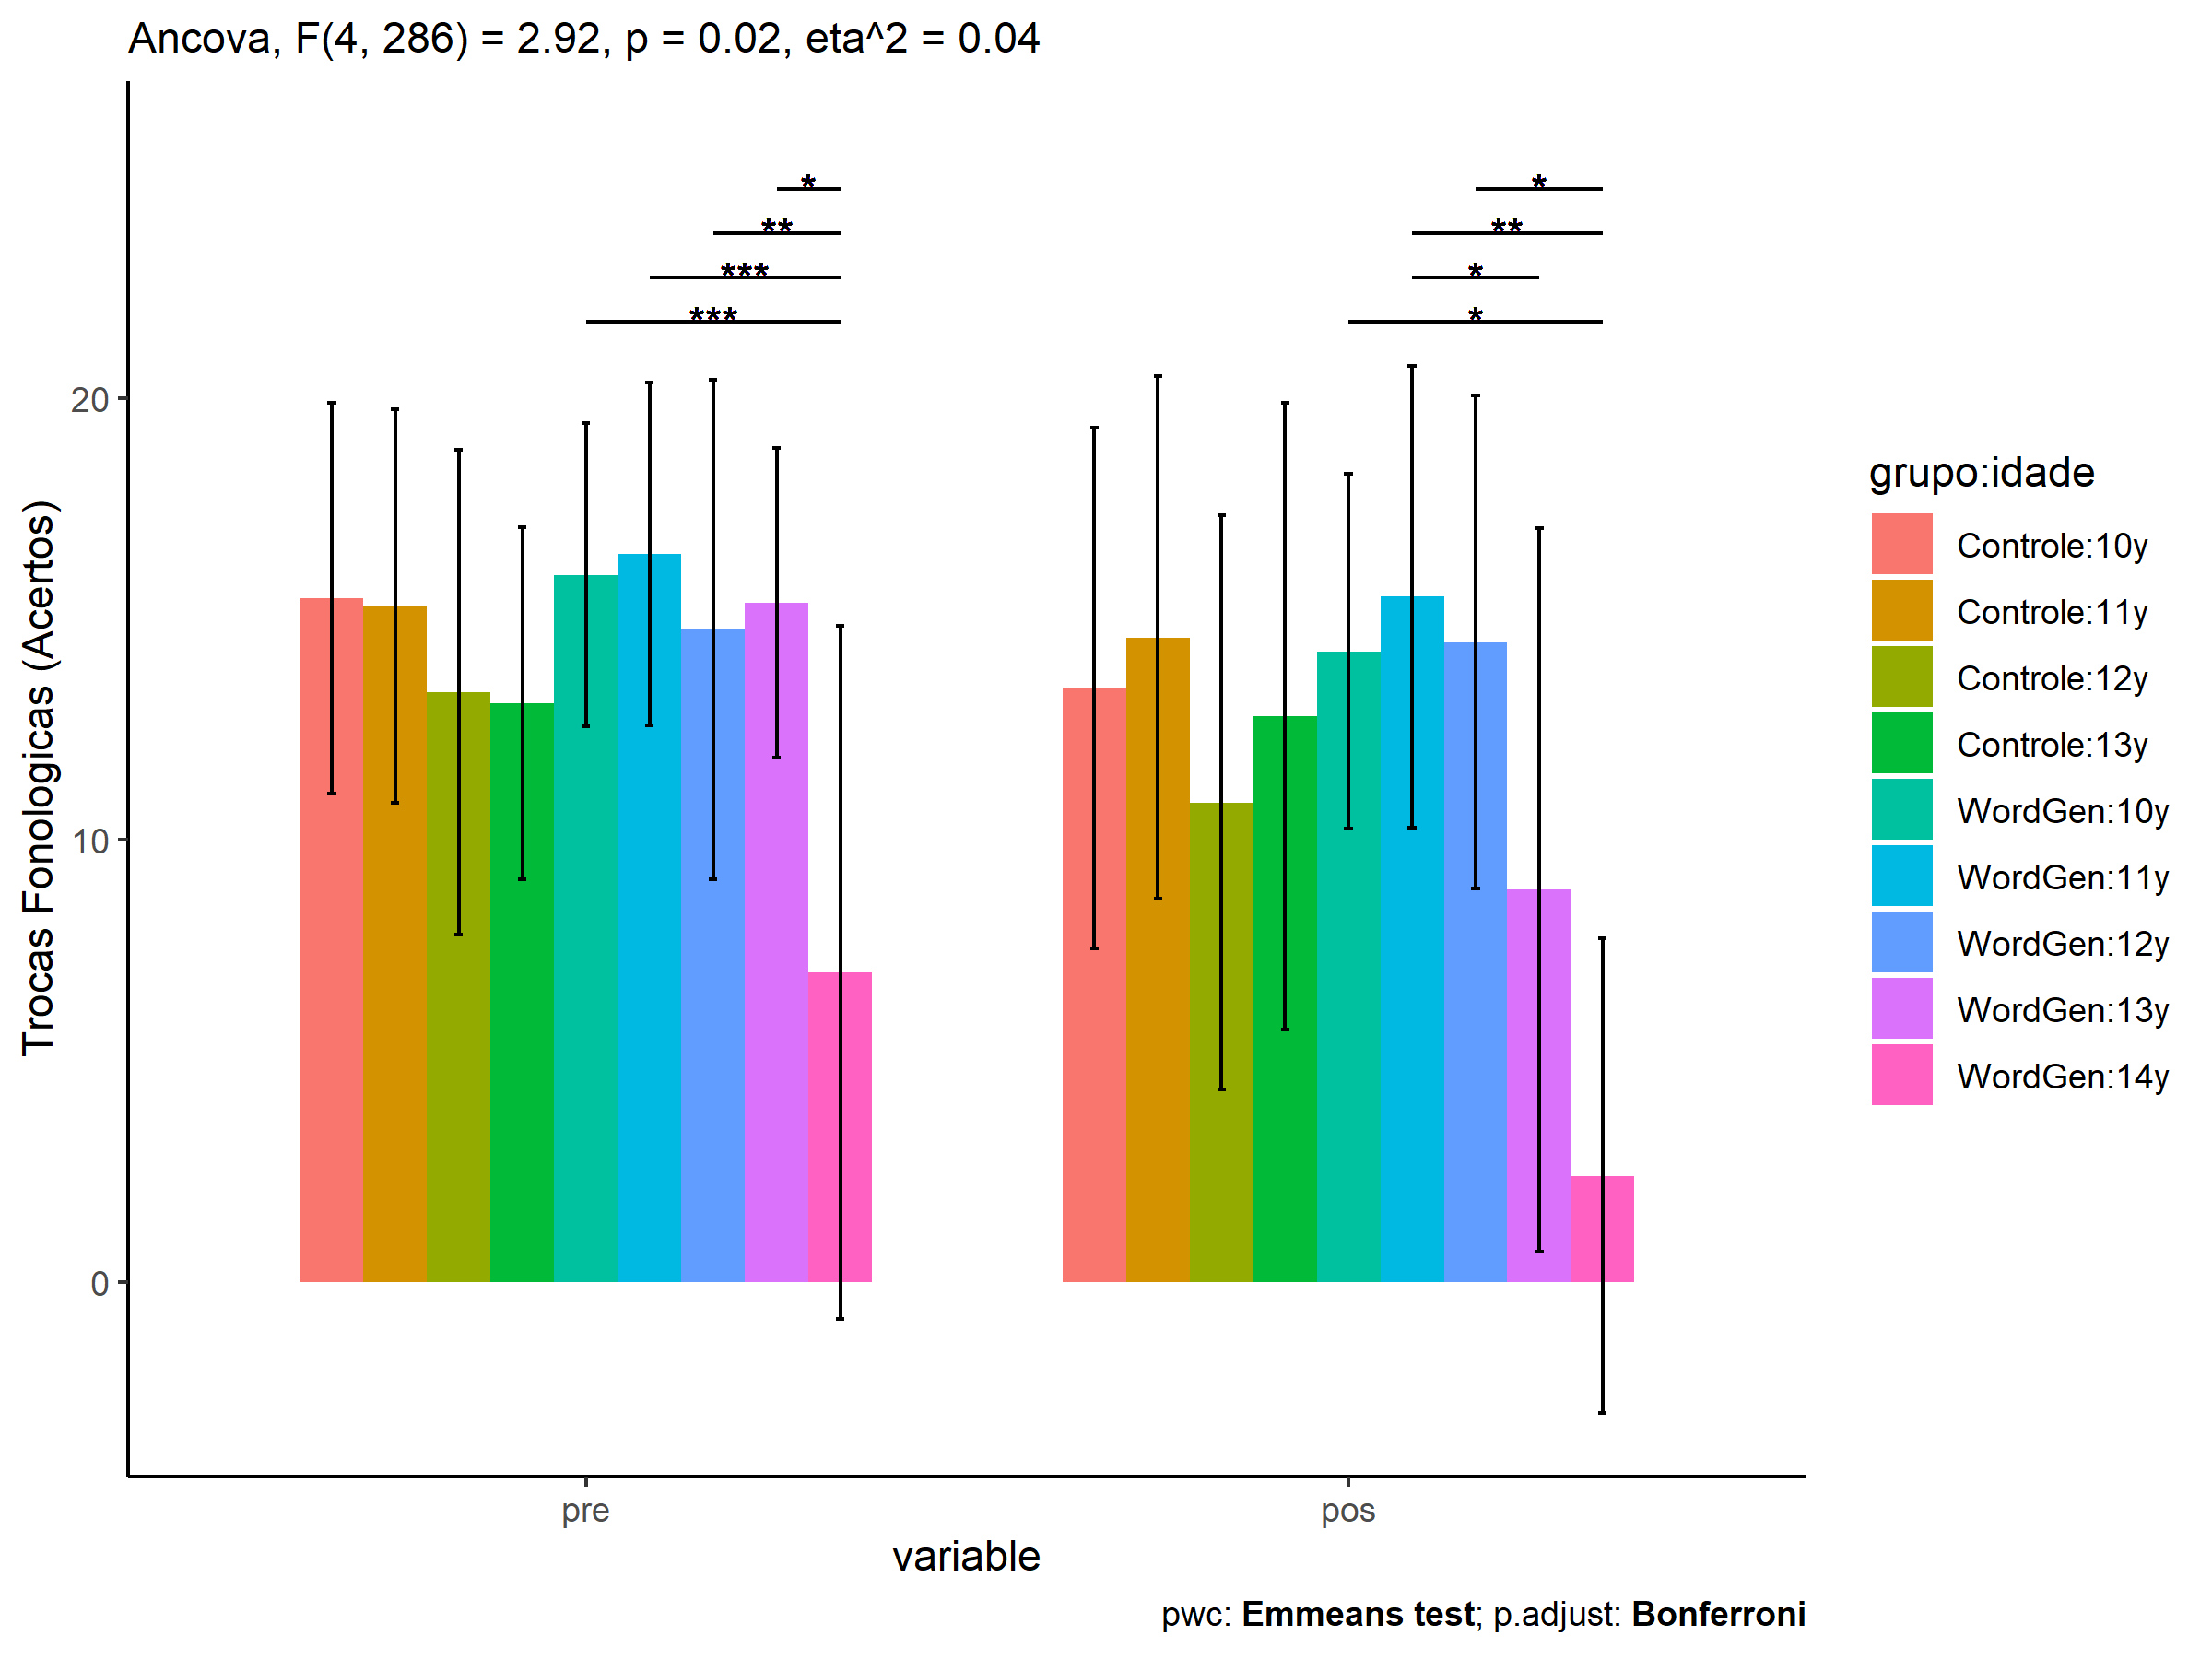 Ancova, F(4, 286) = 2.92, p = 0.02, eta^2 = 0.04
Trocas Fonologicas (Acertos)
20
10
0
*
**
***
***
*
**
*
*
pre
pos
variable
grupo:idade
Controle:10y
Controle:11y
Controle:12y
Controle:13y
WordGen:10y
WordGen:11y
WordGen:12y
WordGen:13y
WordGen:14y
pwc: Emmeans test; p.adjust: Bonferroni